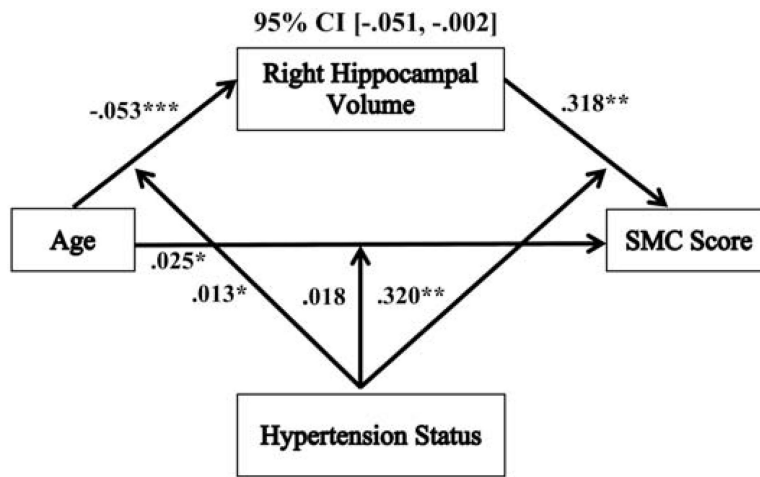 95% CI [-.051, -.002]
Right Hippocampal
Volume
-.053***
.318**
Age
SMC Score
.025*
.013*
.018
.320**
Hypertension Status